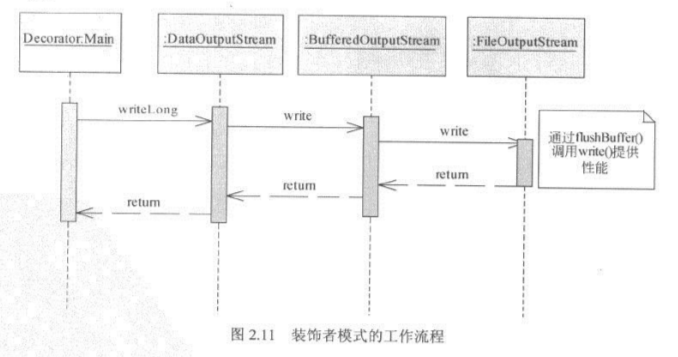 Decorator:Main
:DataOutputStream
:BufferedOutputStream
:FileOutputStream
writeLong
write
write
通过flushBuffer()
调用write()提供
性能
return
return
return
图 2.11 装饰者模式的工作流程